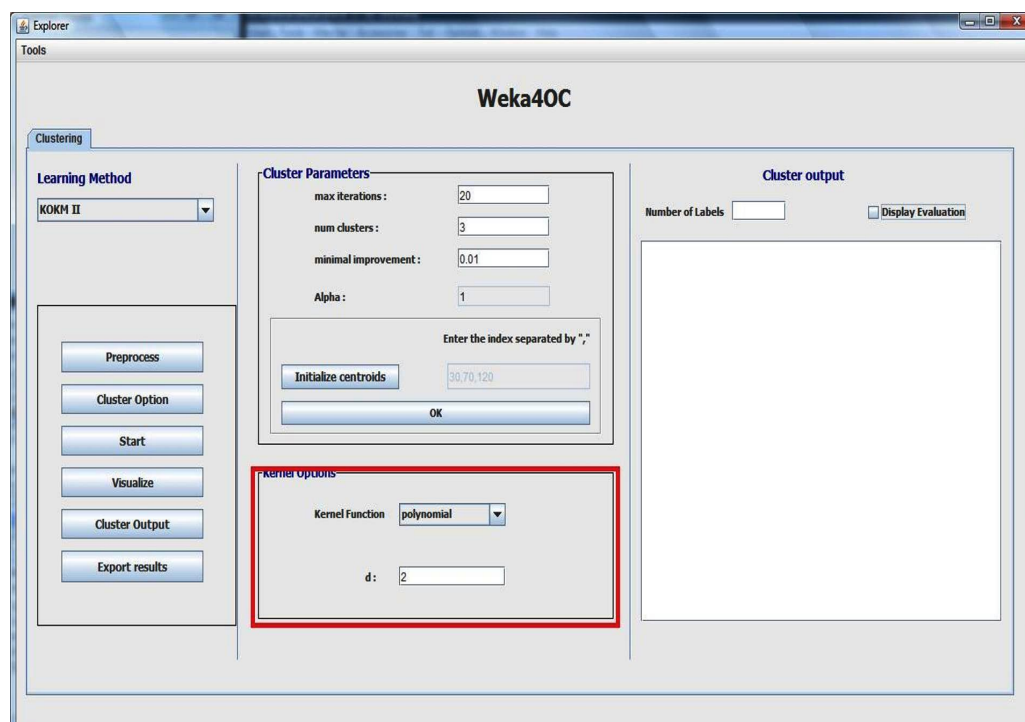 Explorer
Tools
Weka4OC
Clustering
Learning Method
KOKM II
Preprocess
Cluster Option
Start
Visualize
Cluster Output
Export results
Cluster Parameters
max iterations :
20
num clusters :
3
minimal improvement :
0.01
Alpha :
1
Enter the index separated by ","
Initialize centroids
30,70,120
OK
Kernel Options
Kernel Function
polynomial
d :
2
Cluster output
Number of Labels
Display Evaluation